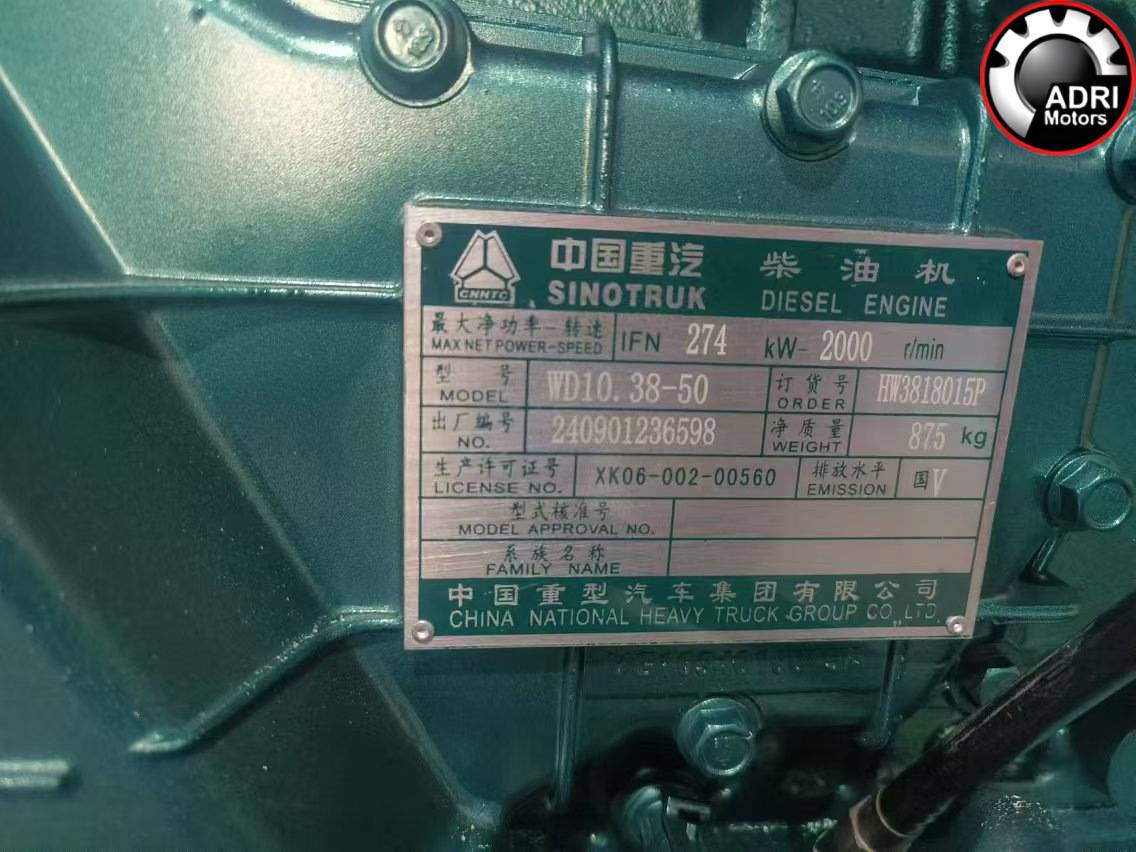 ADRI
Motors
中国重汽 柴油机
SINOTRUK DIESEL ENGINE
CNHTC
最大净功率-转速
MAX NET POWER-SPEED IFN 274 kW- 2000 r/min
型号 订货号
MODEL WD10.38-50 ORDER HW3818015P
出厂编号 净质量
NO. 240901236598 WEIGHT 875 kg
生产许可证号 排放水平
LICENSE NO. XK06-002-00560 EMISSION 国V
型式核准号
MODEL APPROVAL NO.
系族名称
FAMILY NAME
中国重型汽车集团有限公司
CHINA NATIONAL HEAVY TRUCK GROUP CO.,LTD.